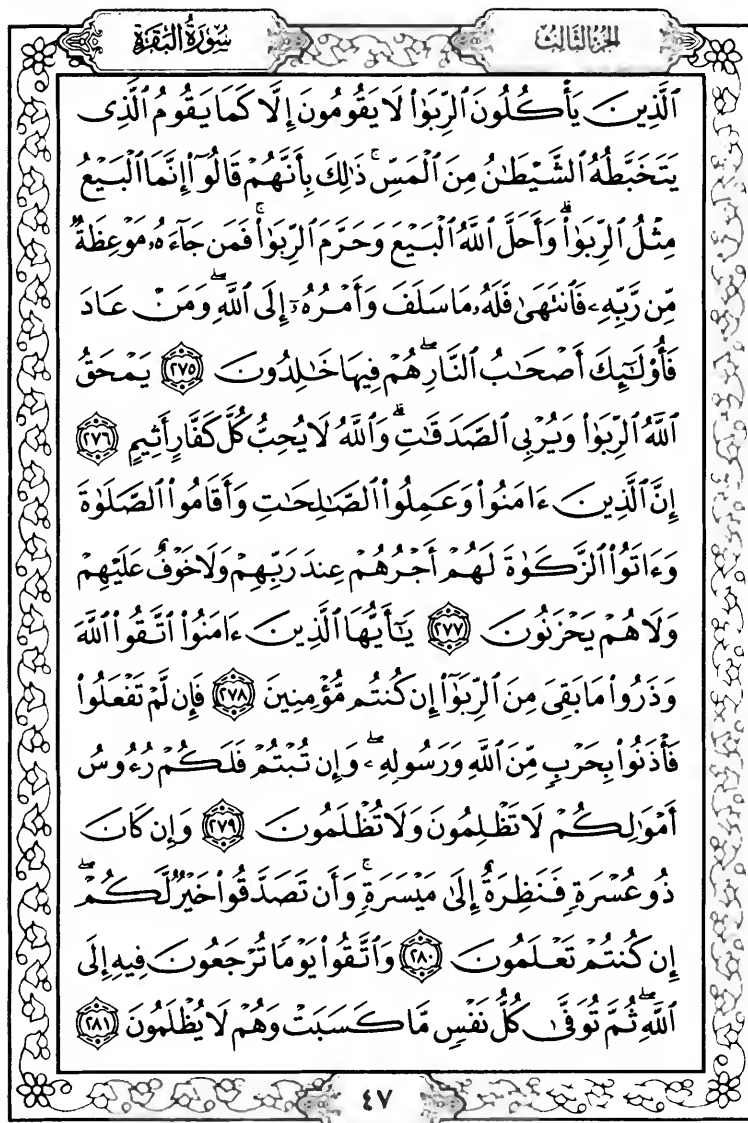 سُورَةُ البَقَرَةِ
الجُزْءُ الثَّالِثُ
ٱلَّذِينَ يَأۡكُلُونَ ٱلرِّبَوٰاْ لَا يَقُومُونَ إِلَّا كَمَا يَقُومُ ٱلَّذِى
يَتَخَبَّطُهُ ٱلشَّيۡطَٰنُ مِنَ ٱلۡمَسِّۚ ذَٰلِكَ بِأَنَّهُمۡ قَالُوٓاْ إِنَّمَا ٱلۡبَيۡعُ
مِثۡلُ ٱلرِّبَوٰاْۗ وَأَحَلَّ ٱللَّهُ ٱلۡبَيۡعَ وَحَرَّمَ ٱلرِّبَوٰاْۚ فَمَن جَآءَهُۥ مَوۡعِظَةٌ
مِّن رَّبِّهِۦ فَٱنتَهَىٰ فَلَهُۥ مَا سَلَفَ وَأَمۡرُهُۥٓ إِلَى ٱللَّهِۖ وَمَنۡ عَادَ
فَأُوْلَٰٓئِكَ أَصۡحَٰبُ ٱلنَّارِۖ هُمۡ فِيهَا خَٰلِدُونَ ٢٧٥ يَمۡحَقُ
ٱللَّهُ ٱلرِّبَوٰاْ وَيُرۡبِى ٱلصَّدَقَٰتِۗ وَٱللَّهُ لَا يُحِبُّ كُلَّ كَفَّارٍ أَثِيمٍ ٢٧٦
إِنَّ ٱلَّذِينَ ءَامَنُواْ وَعَمِلُواْ ٱلصَّٰلِحَٰتِ وَأَقَامُواْ ٱلصَّلَوٰةَ
وَءَاتَوُاْ ٱلزَّكَوٰةَ لَهُمۡ أَجۡرُهُمۡ عِندَ رَبِّهِمۡ وَلَا خَوۡفٌ عَلَيۡهِمۡ
وَلَا هُمۡ يَحۡزَنُونَ ٢٧٧ يَٰٓأَيُّهَا ٱلَّذِينَ ءَامَنُواْ ٱتَّقُواْ ٱللَّهَ
وَذَرُواْ مَا بَقِىَ مِنَ ٱلرِّبَوٰٓاْ إِن كُنتُم مُّؤۡمِنِينَ ٢٧٨ فَإِن لَّمۡ تَفۡعَلُواْ
فَأۡذَنُواْ بِحَرۡبٍ مِّنَ ٱللَّهِ وَرَسُولِهِۦۖ وَإِن تُبۡتُمۡ فَلَكُمۡ رُءُوسُ
أَمۡوَٰلِكُمۡ لَا تَظۡلِمُونَ وَلَا تُظۡلَمُونَ ٢٧٩ وَإِن كَانَ
ذُو عُسۡرَةٍ فَنَظِرَةٌ إِلَىٰ مَيۡسَرَةٍۚ وَأَن تَصَدَّقُواْ خَيۡرٌ لَّكُمۡۖ
إِن كُنتُمۡ تَعۡلَمُونَ ٢٨٠ وَٱتَّقُواْ يَوۡمًا تُرۡجَعُونَ فِيهِ إِلَى
ٱللَّهِۖ ثُمَّ تُوَفَّىٰ كُلُّ نَفۡسٍ مَّا كَسَبَتۡ وَهُمۡ لَا يُظۡلَمُونَ ٢٨١
٤٧